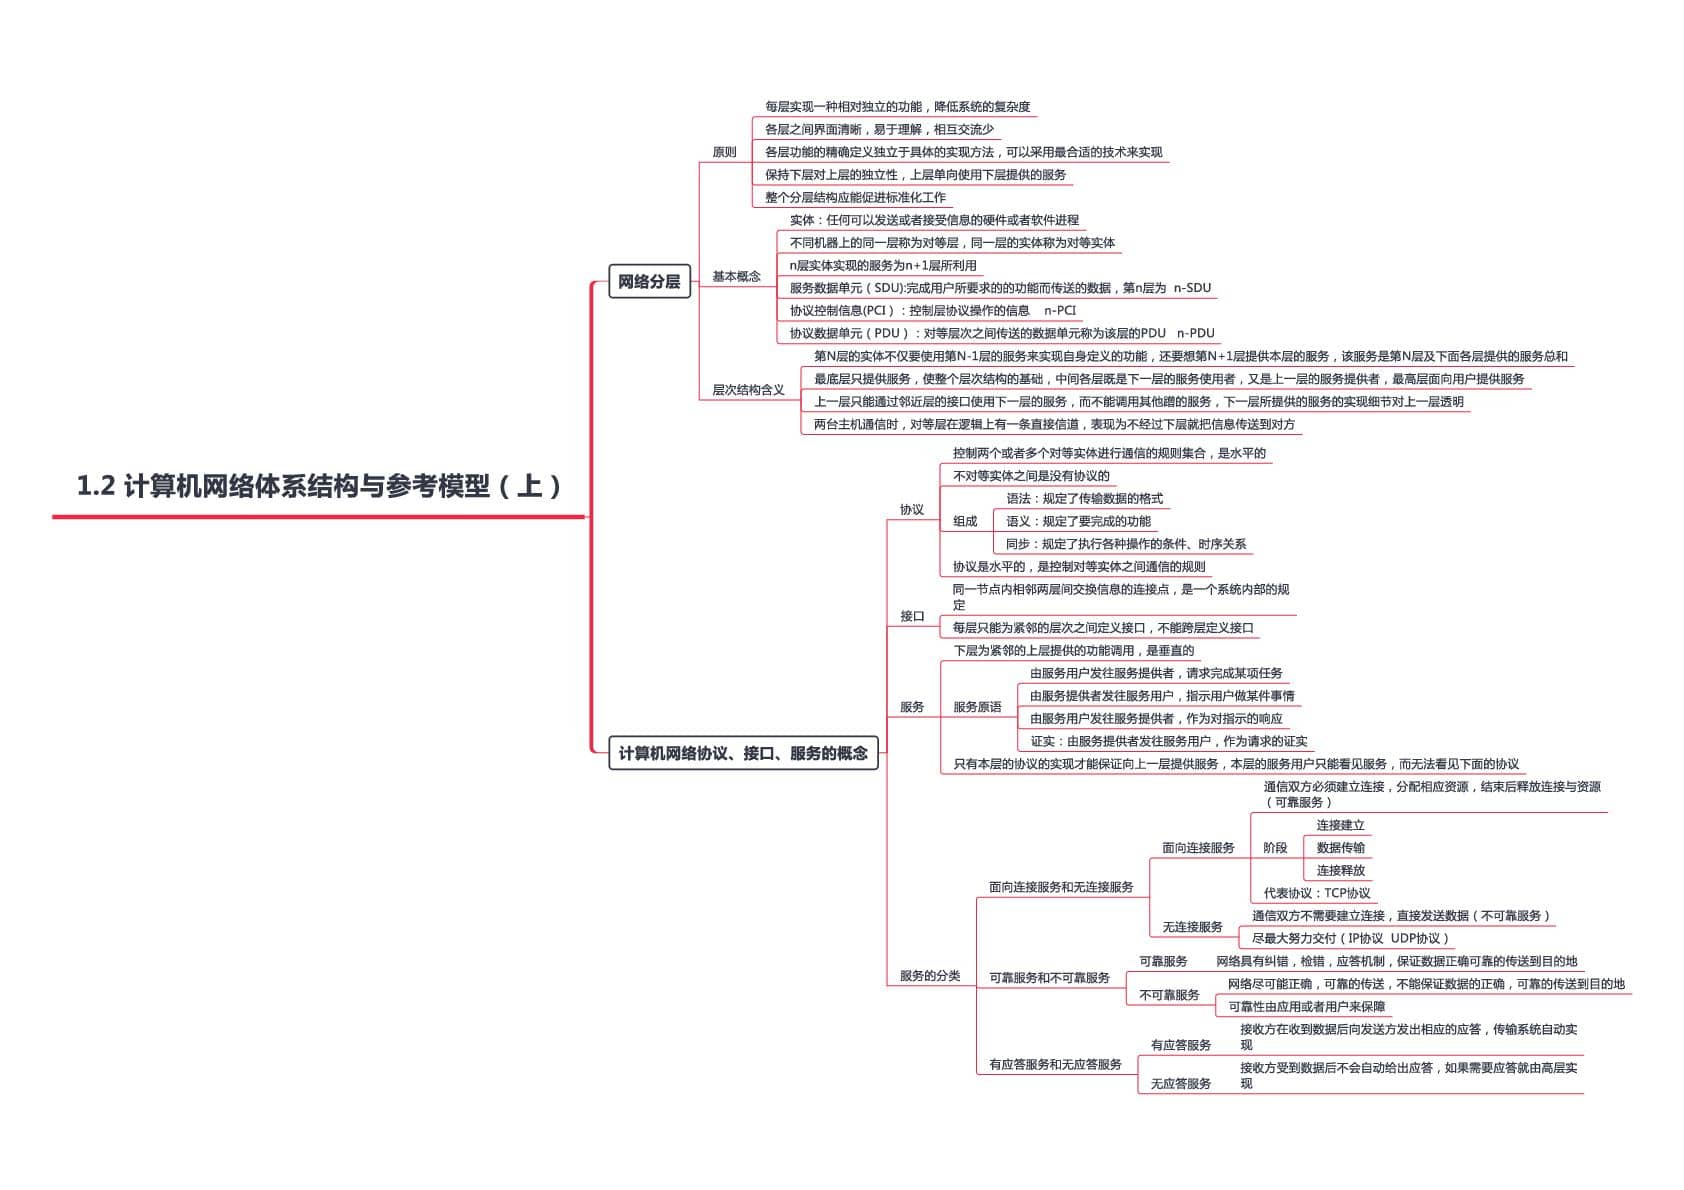 1.2 计算机网络体系结构与参考模型（上）
网络分层
原则
每层实现一种相对独立的功能，降低系统的复杂度
各层之间界面清晰，易于理解，相互交流少
各层功能的精确定义独立于具体的实现方法，可以采用最合适的技术来实现
保持下层对上层的独立性，上层单向使用下层提供的服务
整个分层结构应能促进标准化工作
基本概念
实体：任何可以发送或者接受信息的硬件或者软件进程
不同机器上的同一层称为对等层，同一层的实体称为对等实体
n层实体实现的服务为n+1层所利用
服务数据单元（SDU):完成用户所要求的的功能而传送的数据，第n层为 n-SDU
协议控制信息(PCI）：控制层协议操作的信息 n-PCI
协议数据单元（PDU）：对等层次之间传送的数据单元称为该层的PDU n-PDU
层次结构含义
第N层的实体不仅要使用第N-1层的服务来实现自身定义的功能，还要想第N+1层提供本层的服务，该服务是第N层及下面各层提供的服务总和
最底层只提供服务，使整个层次结构的基础，中间各层既是下一层的服务使用者，又是上一层的服务提供者，最高层面向用户提供服务
上一层只能通过邻近层的接口使用下一层的服务，而不能调用其他蹭的服务，下一层所提供的服务的实现细节对上一层透明
两台主机通信时，对等层在逻辑上有一条直接信道，表现为不经过下层就把信息传送到对方
计算机网络协议、接口、服务的概念
协议
控制两个或者多个对等实体进行通信的规则集合，是水平的
不对等实体之间是没有协议的
组成
语法：规定了传输数据的格式
语义：规定了要完成的功能
同步：规定了执行各种操作的条件、时序关系
协议是水平的，是控制对等实体之间通信的规则
接口
同一节点内相邻两层间交换信息的连接点，是一个系统内部的规
定
每层只能为紧邻的层次之间定义接口，不能跨层定义接口
服务
下层为紧邻的上层提供的功能调用，是垂直的
服务原语
由服务用户发往服务提供者，请求完成某项任务
由服务提供者发往服务用户，指示用户做某件事情
由服务用户发往服务提供者，作为对指示的响应
证实：由服务提供者发往服务用户，作为请求的证实
只有本层的协议的实现才能保证向上一层提供服务，本层的服务用户只能看见服务，而无法看见下面的协议
服务的分类
面向连接服务和无连接服务
面向连接服务
通信双方必须建立连接，分配相应资源，结束后释放连接与资源
（可靠服务）
阶段
连接建立
数据传输
连接释放
代表协议：TCP协议
无连接服务
通信双方不需要建立连接，直接发送数据（不可靠服务）
尽最大努力交付（IP协议 UDP协议）
可靠服务和不可靠服务
可靠服务
网络具有纠错，检错，应答机制，保证数据正确可靠的传送到目的地
不可靠服务
网络尽可能正确，可靠的传送，不能保证数据的正确，可靠的传送到目的地
可靠性由应用或者用户来保障
有应答服务和无应答服务
有应答服务
接收方在收到数据后向发送方发出相应的应答，传输系统自动实
现
无应答服务
接收方受到数据后不会自动给出应答，如果需要应答就由高层实
现